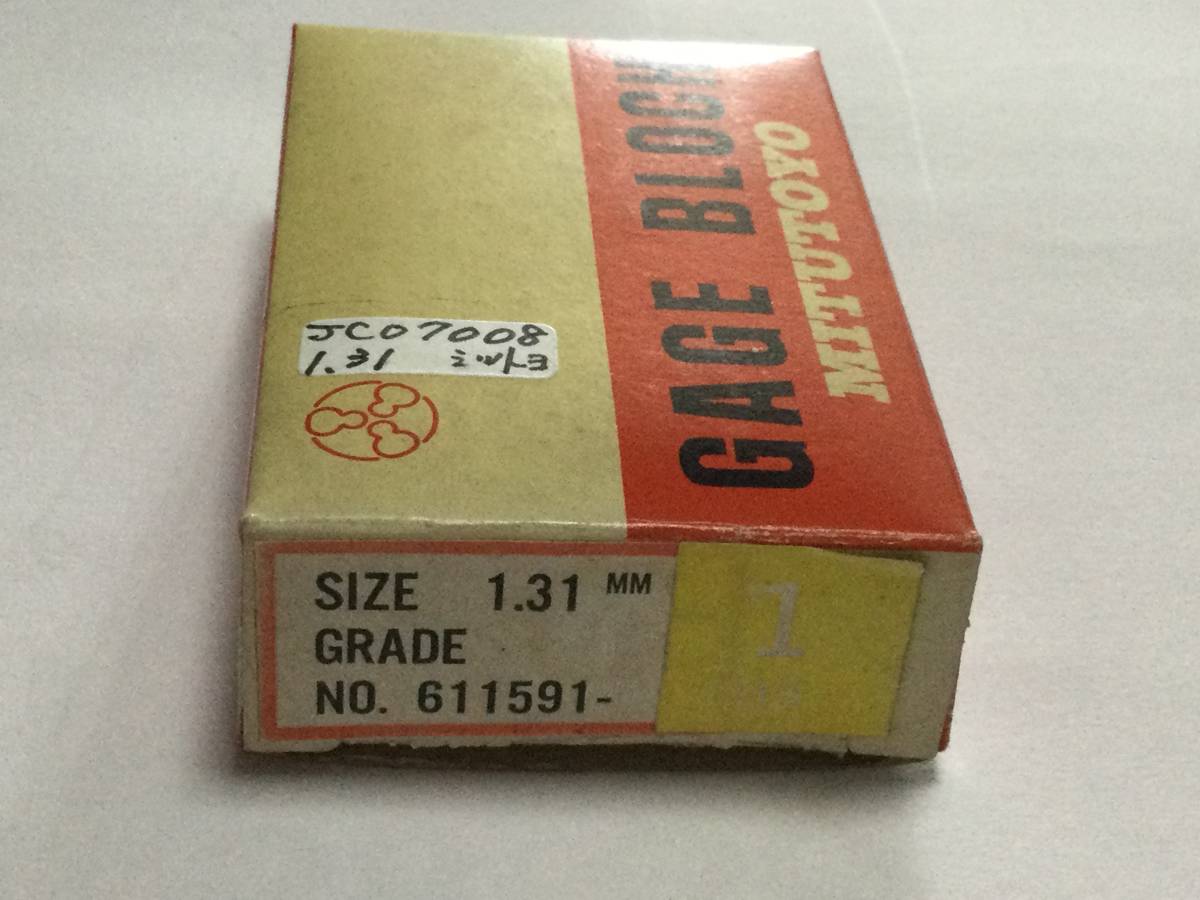 GAGE BLOCK
MITUTOYO
JC07008
1.31 ミツトヨ
SIZE 1.31 MM
GRADE
NO. 611591-
1